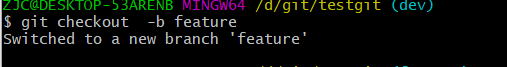 ZJC@DESKTOP-53ARENB MINGW64 /d/git/testgit (dev)
$ git checkout  -b feature
Switched to a new branch 'feature'